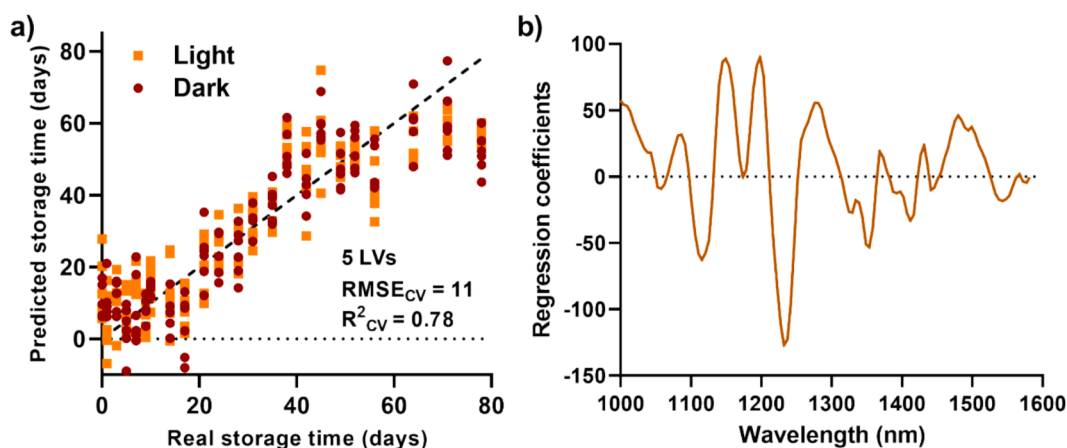 a)
Predicted storage time (days)
80
60
40
20
0
Light
Dark
5 LVs
RMSE_CV = 11
R²_CV = 0.78
0 20 40 60 80
Real storage time (days)
b)
Regression coefficients
100
50
0
-50
-100
-150
1000 1100 1200 1300 1400 1500 1600
Wavelength (nm)